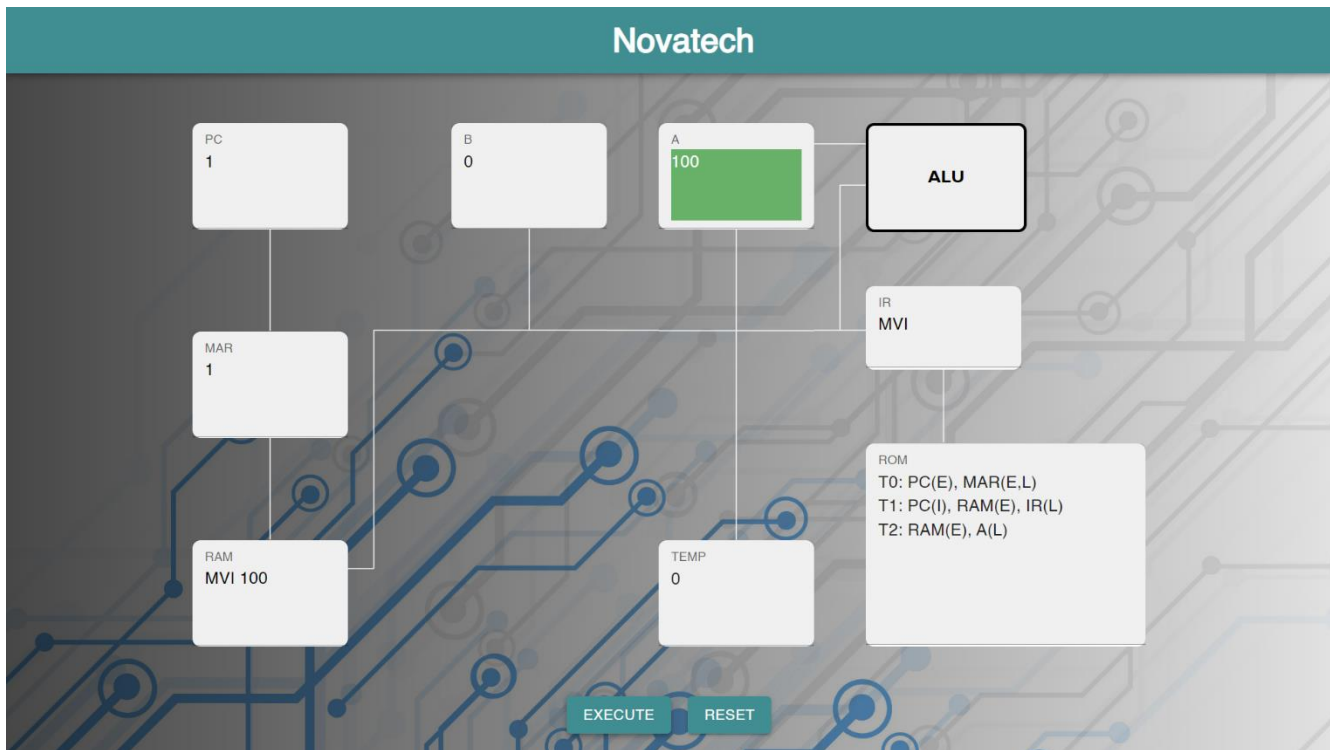 Novatech
PC
1
B
0
A
100
ALU
IR
MVI
MAR
1
ROM
T0: PC(E), MAR(E,L)
T1: PC(I), RAM(E), IR(L)
T2: RAM(E), A(L)
RAM
MVI 100
TEMP
0
EXECUTE
RESET